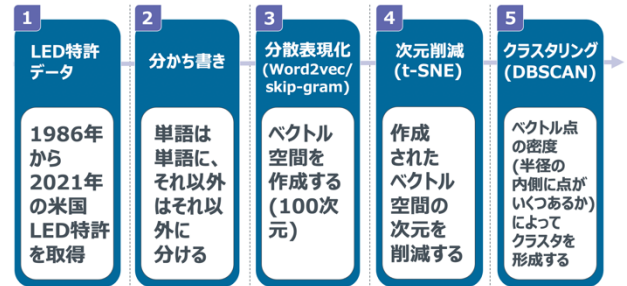 1
LED特許
データ
1986年
から
2021年
の米国
LED特許
を取得
2
分かち書き
単語は
単語に、
それ以外
はそれ以
外に
分ける
3
分散表現化
(Word2vec/
skip-gram)
ベクトル
空間を
作成する
(100次
元)
4
次元削減
(t-SNE)
作成
された
ベクトル
空間の
次元を
削減する
5
クラスタリング
(DBSCAN)
ベクトル点
の密度
(半径の
内側に点が
いくつあるか)
によって
クラスタを
形成する